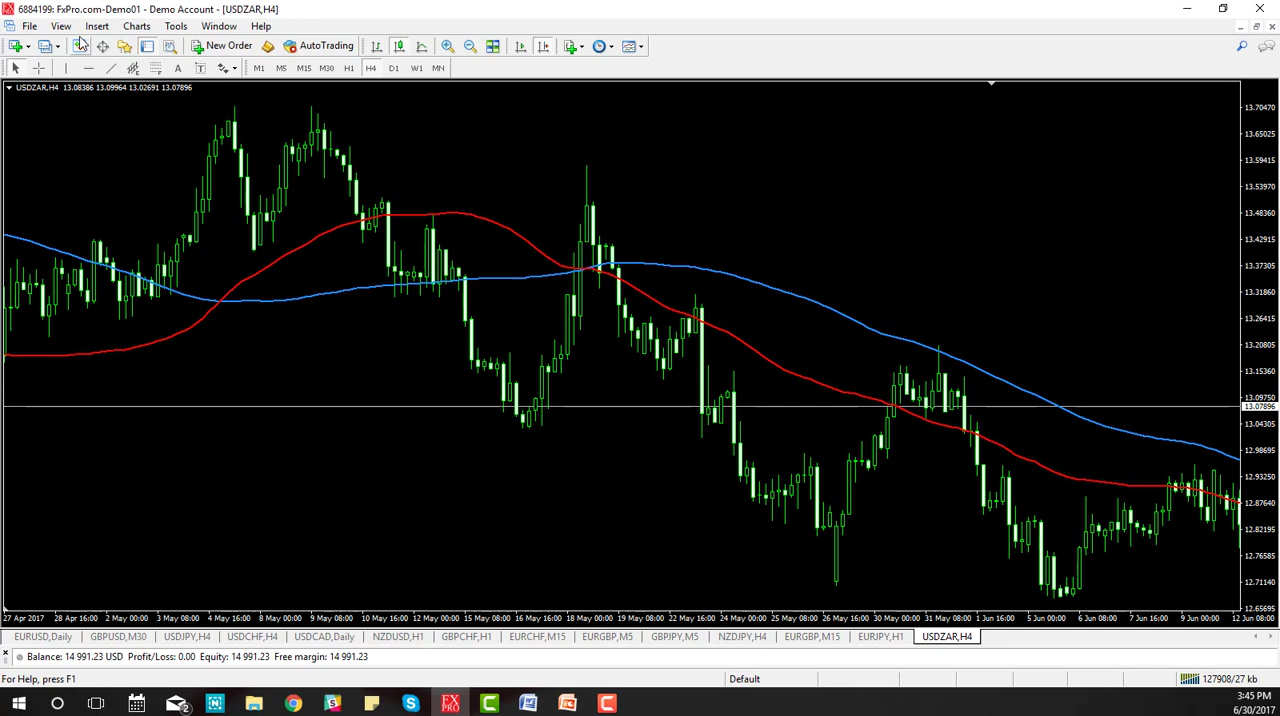 6884199: FxPro.com-Demo01 - Demo Account - [USDZAR,H4]
File View Insert Charts Tools Window Help
New Order AutoTrading
A T M1 M5 M15 M30 H1 H4 D1 W1 MN
USDZAR,H4 13.08386 13.09964 13.02691 13.07896
13.70470
13.65025
13.59415
13.53970
13.48360
13.42915
13.37305
13.31860
13.26415
13.20805
13.15360
13.09750
13.07896
13.04305
12.98695
12.93250
12.87640
12.82195
12.76585
12.71140
12.65695
27 Apr 2017 28 Apr 16:00 2 May 00:00 3 May 08:00 4 May 16:00 8 May 00:00 9 May 08:00 10 May 16:00 12 May 00:00 15 May 08:00 16 May 16:00 18 May 00:00 19 May 08:00 22 May 16:00 24 May 00:00 25 May 08:00 26 May 16:00 30 May 00:00 31 May 08:00 1 Jun 16:00 5 Jun 00:00 6 Jun 08:00 7 Jun 16:00 9 Jun 00:00 12 Jun 08:00
EURUSD,Daily GBPUSD,M30 USDJPY,H4 USDCHF,H4 USDCAD,Daily NZDUSD,H1 GBPCHF,H1 EURCHF,M15 EURGBP,M5 GBPJPY,M5 NZDJPY,H4 EURGBP,M15 EURJPY,H1 USDZAR,H4
Balance: 14 991.23 USD Profit/Loss: 0.00 Equity: 14 991.23 Free margin: 14 991.23
For Help, press F1 Default 127908/27 kb
3:45 PM
6/30/2017